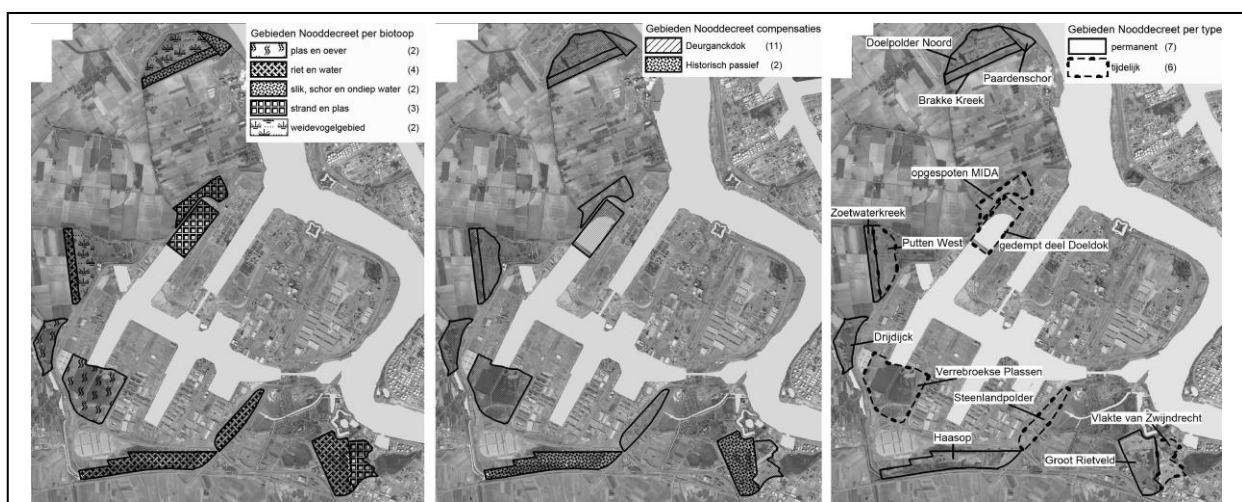 Gebieden Nooddecreet per biotoop
plas en oever (2)
riet en water (4)
slik, schor en ondiep water (2)
strand en plas (3)
weidevogelgebied (2)
Gebieden Nooddecreet compensaties
Deurganckdok (11)
Historisch passief (2)
Gebieden Nooddecreet per type
permanent (7)
tijdelijk (6)
Doelpolder Noord
Paardenschor
Brakke Kreek
opgespoten MIDA
Zoetwaterkreek
Putten West
gedempt deel Doeldok
Drijdijck
Verrebroekse Plassen
Steenlandpolder
Vlakte van Zwijndrecht
Haasop
Groot Rietveld